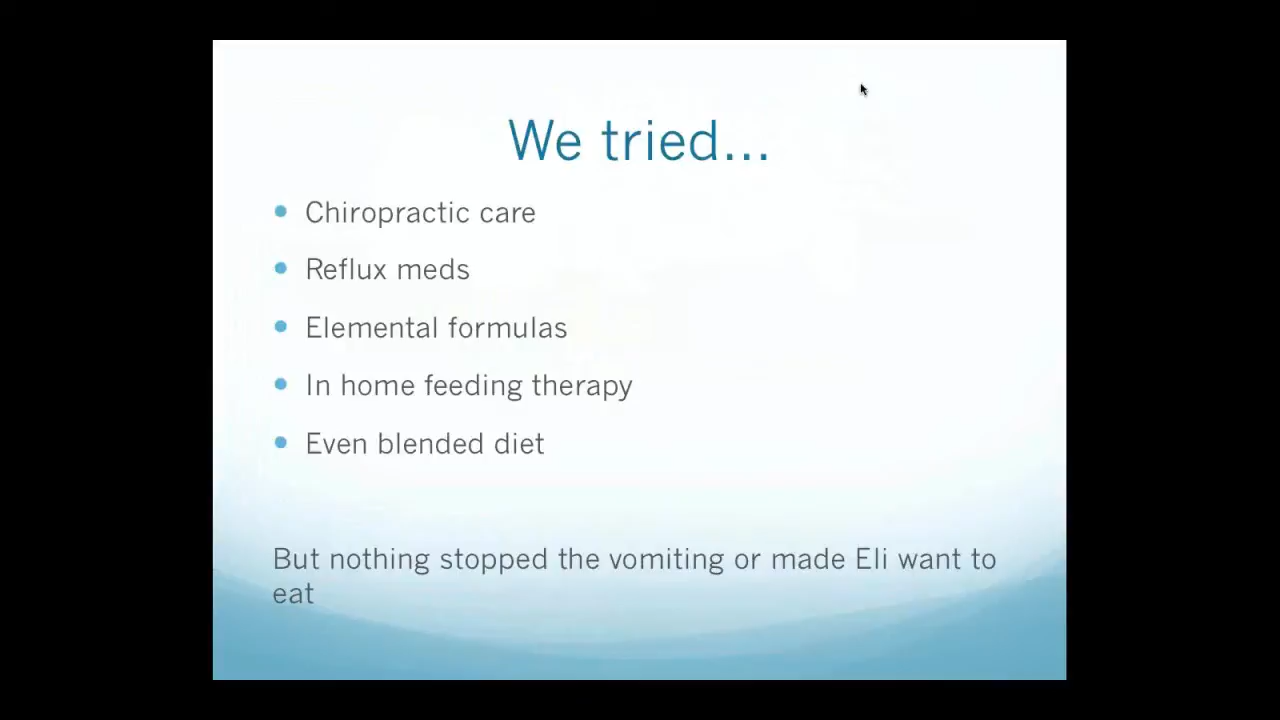 We tried...
Chiropractic care
Reflux meds
Elemental formulas
In home feeding therapy
Even blended diet
But nothing stopped the vomiting or made Eli want to
eat